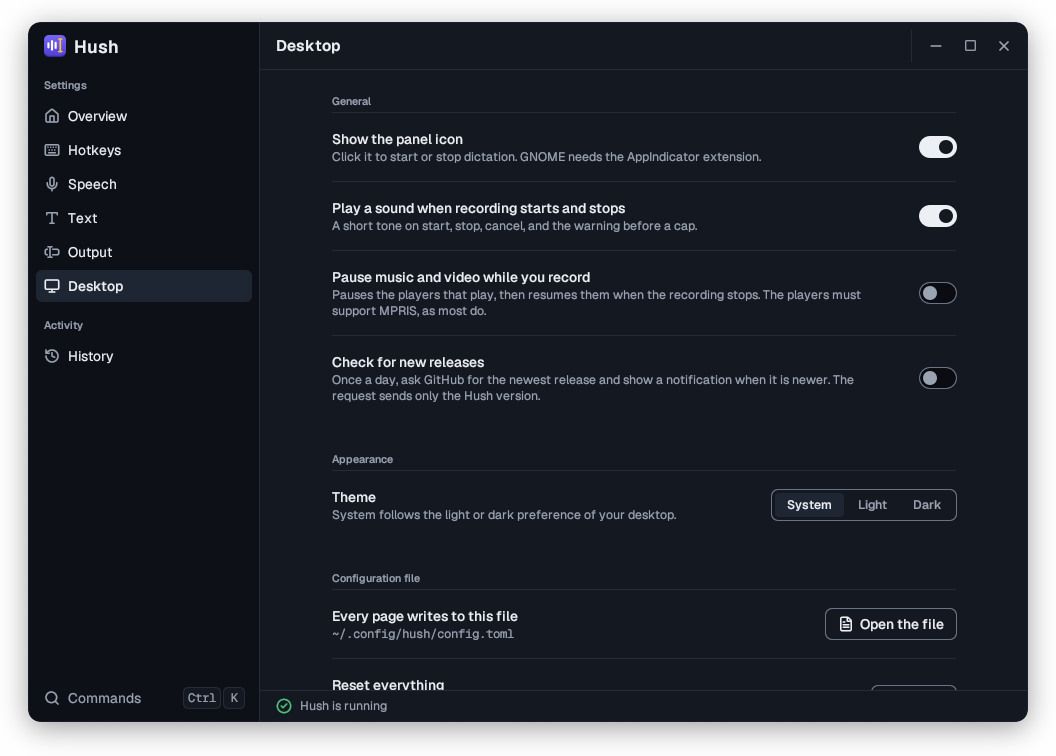 Hush
Settings
Overview
Hotkeys
Speech
Text
Output
Desktop
Activity
History
Commands
Ctrl K
Desktop
General
Show the panel icon
Click it to start or stop dictation. GNOME needs the AppIndicator extension.
Play a sound when recording starts and stops
A short tone on start, stop, cancel, and the warning before a cap.
Pause music and video while you record
Pauses the players that play, then resumes them when the recording stops. The players must
support MPRIS, as most do.
Check for new releases
Once a day, ask GitHub for the newest release and show a notification when it is newer. The
request sends only the Hush version.
Appearance
Theme
System follows the light or dark preference of your desktop.
System Light Dark
Configuration file
Every page writes to this file
~/.config/hush/config.toml
Open the file
Reset everything
Hush is running